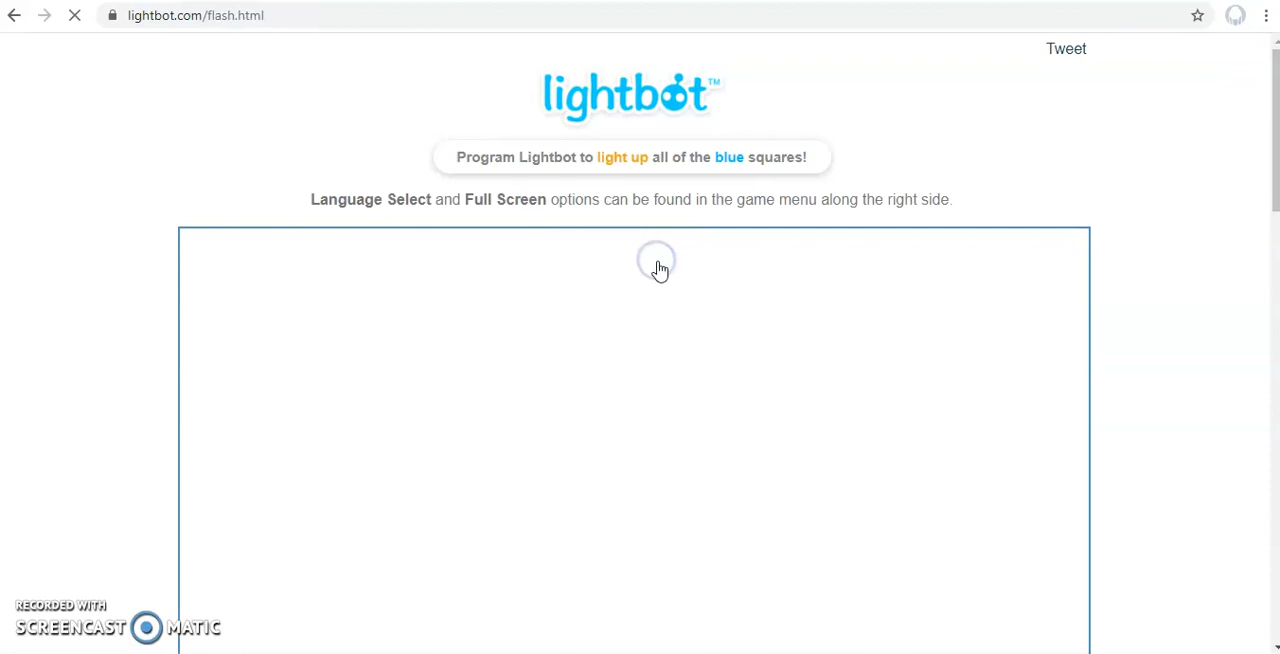 lightbot.com/flash.html
Tweet
lightbot™
Program Lightbot to light up all of the blue squares!
Language Select and Full Screen options can be found in the game menu along the right side.
RECORDED WITH
SCREENCAST MATIC